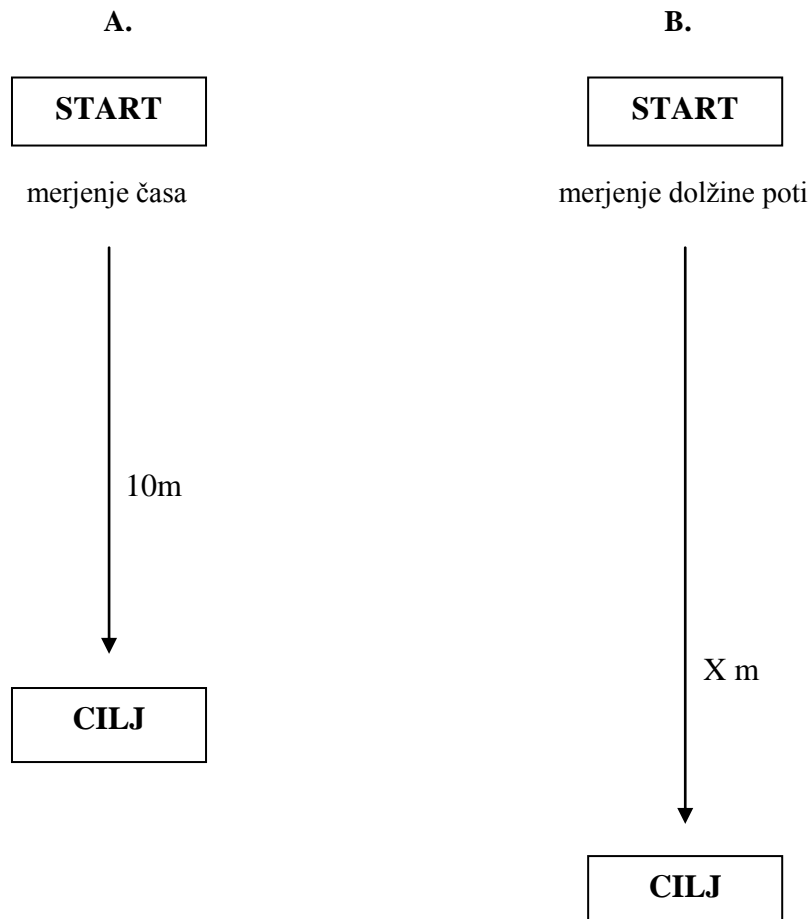 A.
START
merjenje časa
10m
CILJ
B.
START
merjenje dolžine poti
X m
CILJ